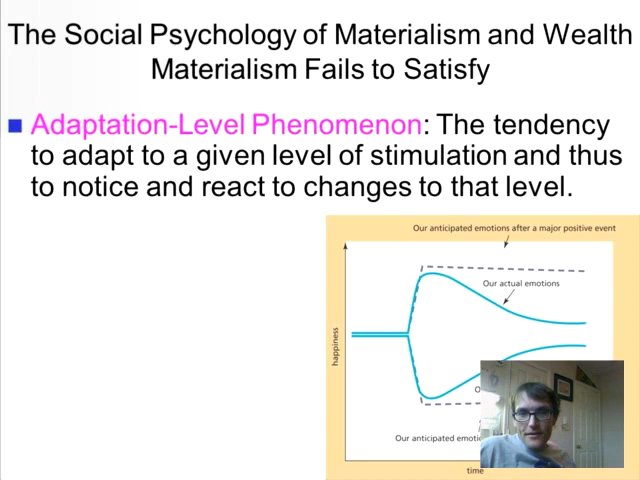 The Social Psychology of Materialism and Wealth
Materialism Fails to Satisfy
Adaptation-Level Phenomenon: The tendency
to adapt to a given level of stimulation and thus
to notice and react to changes to that level.
Our anticipated emotions after a major positive event
Our actual emotions
happiness
Our anticipated
time